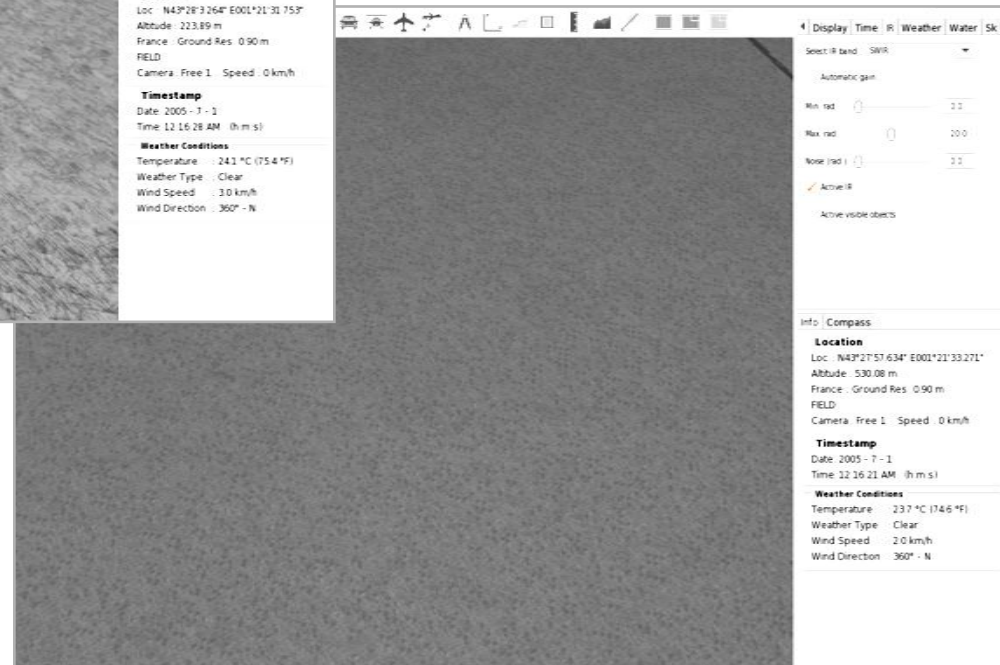 Loc : N43°28'3.264" E001°21'31.753"
Altitude : 223.89 m
France : Ground Res : 0.90 m
FIELD
Camera : Free 1 Speed : 0 km/h
Timestamp
Date: 2005 - 7 - 1
Time: 12:16:28 AM (h:m:s)
Weather Conditions
Temperature : 24.1 °C (75.4 °F)
Weather Type : Clear
Wind Speed : 3.0 km/h
Wind Direction : 360° - N
Display Time IR Weather Water Sk
Select IR band SWIR
Automatic gain
Min. rad
Max. rad 20.0
Noise (rad.)
Active IR
Active visible objects
Info Compass
Location
Loc : N43°27'57.634" E001°21'33.271"
Altitude : 530.08 m
France : Ground Res : 0.90 m
FIELD
Camera : Free 1 Speed : 0 km/h
Timestamp
Date: 2005 - 7 - 1
Time: 12:16:21 AM (h:m:s)
Weather Conditions
Temperature : 23.7 °C (74.6 °F)
Weather Type : Clear
Wind Speed : 2.0 km/h
Wind Direction : 360° - N